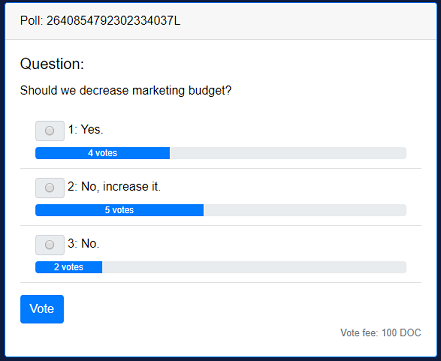 Poll: 2640854792302334037L
Question:
Should we decrease marketing budget?
1: Yes.
4 votes
2: No, increase it.
5 votes
3: No.
2 votes
Vote
Vote fee: 100 DOC